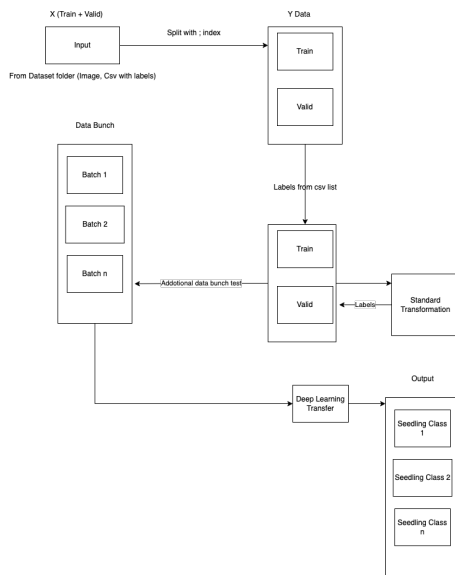 X (Train + Valid)
Y Data
Input
Split with ; index
Train
Valid
From Dataset folder (Image, Csv with labels)
Data Bunch
Batch 1
Batch 2
Batch n
Labels from csv list
Train
Valid
Addotional data bunch test
Labels
Standard
Transformation
Deep Learning
Transfer
Output
Seedling Class
1
Seedling Class 2
Seedling Class
n